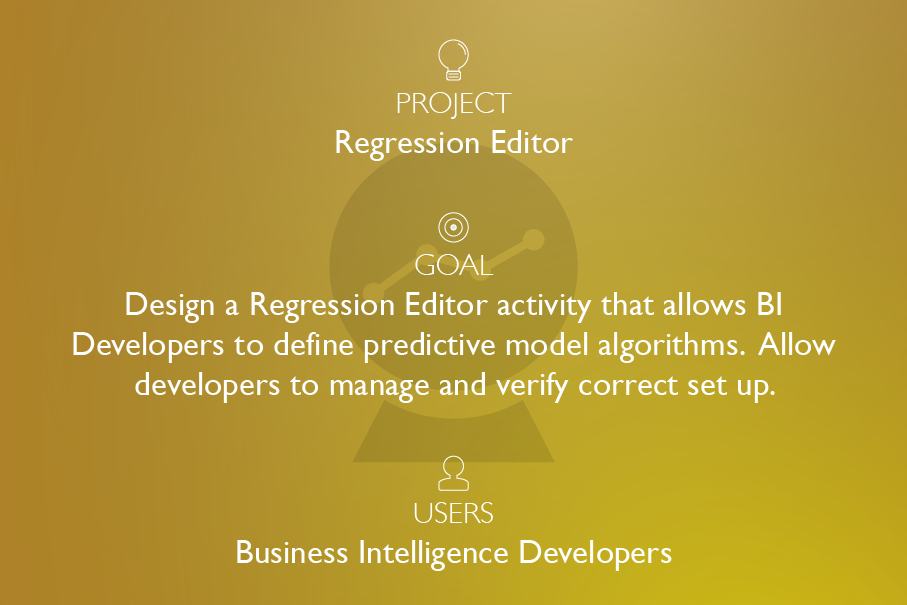 PROJECT
Regression Editor
GOAL
Design a Regression Editor activity that allows BI
Developers to define predictive model algorithms. Allow
developers to manage and verify correct set up.
USERS
Business Intelligence Developers